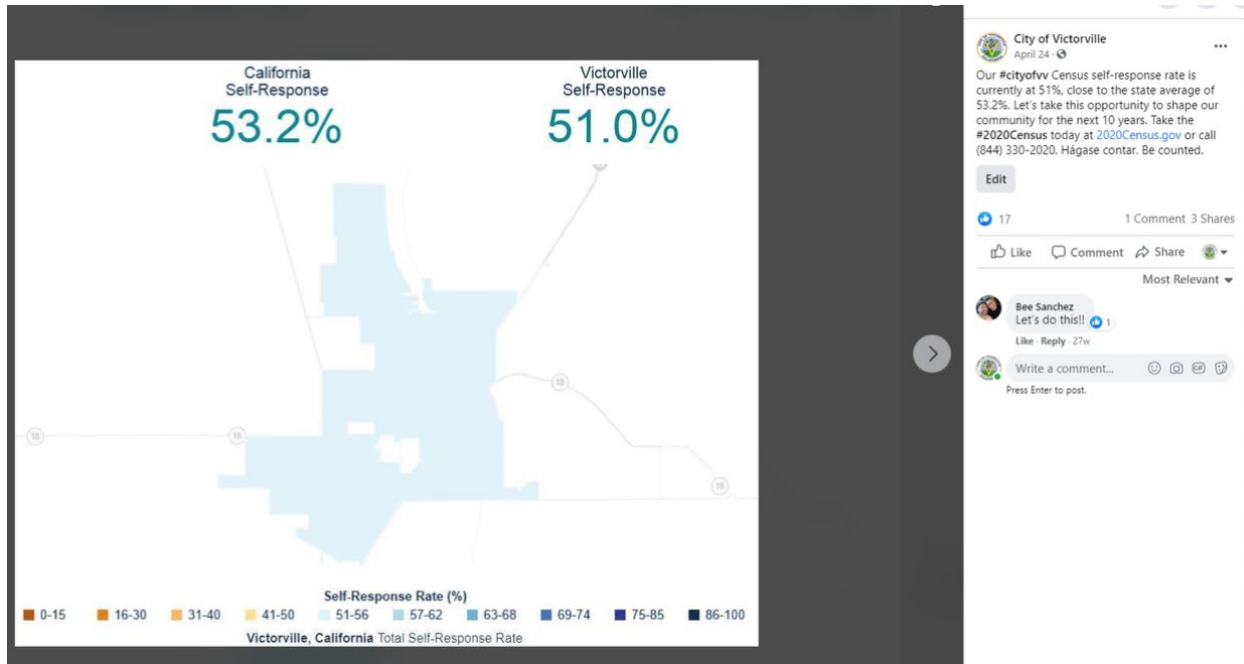 California
Self-Response
53.2%
Victorville
Self-Response
51.0%
18
18
18
18
Self-Response Rate (%)
0-15 16-30 31-40 41-50 51-56 57-62 63-68 69-74 75-85 86-100
Victorville, California Total Self-Response Rate
City of Victorville
April 24 ·
Our #cityofvv Census self-response rate is
currently at 51%, close to the state average of
53.2%. Let's take this opportunity to shape our
community for the next 10 years. Take the
#2020Census today at 2020Census.gov or call
(844) 330-2020. Hágase contar. Be counted.
Edit
17 1 Comment 3 Shares
Like Comment Share
Most Relevant
Bee Sanchez
Let's do this!! 1
Like · Reply · 27w
Write a comment... GIF
Press Enter to post.